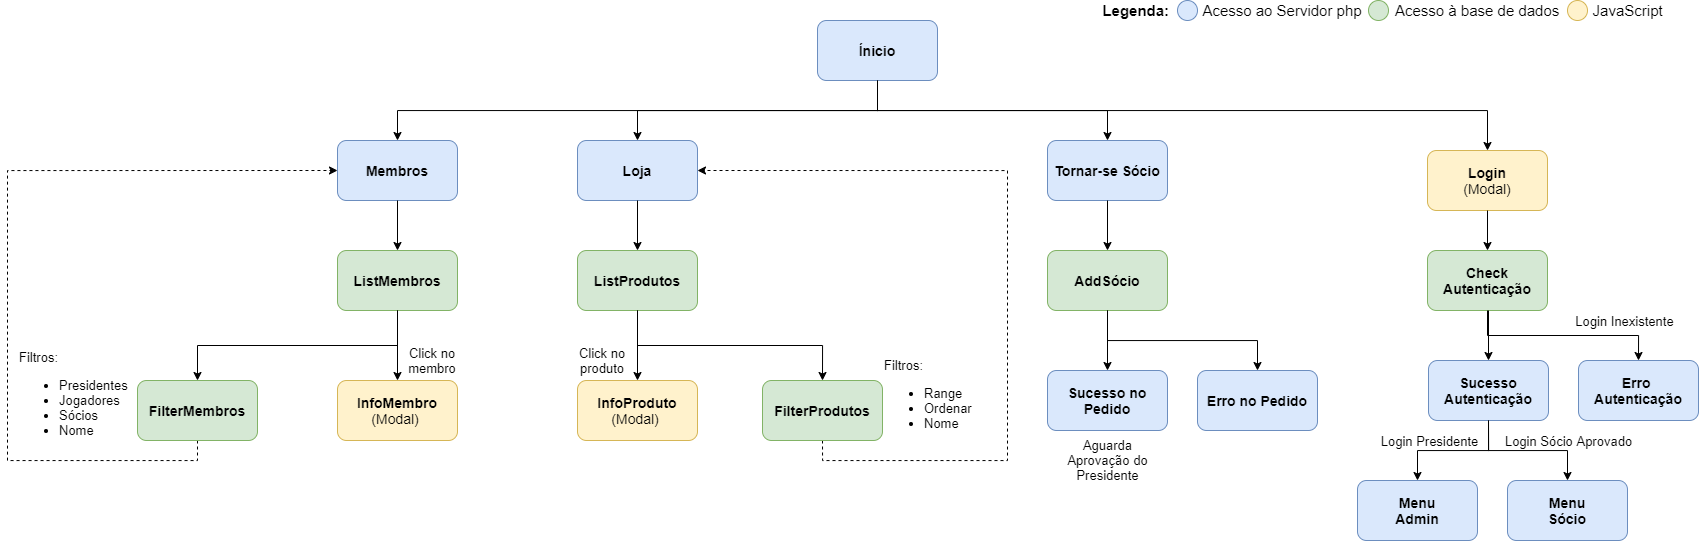 Legenda: Acesso ao Servidor php Acesso à base de dados JavaScript
Ínicio
Membros
Loja
Tornar-se Sócio
Login
(Modal)
ListMembros
ListProdutos
AddSócio
Check
Autenticação
Login Inexistente
Filtros:
Presidentes
Jogadores
Sócios
Nome
FilterMembros
Click no
membro
InfoMembro
(Modal)
Click no
produto
InfoProduto
(Modal)
FilterProdutos
Filtros:
Range
Ordenar
Nome
Sucesso no
Pedido
Erro no Pedido
Aguarda
Aprovação do
Presidente
Sucesso
Autenticação
Erro
Autenticação
Login Presidente
Login Sócio Aprovado
Menu
Admin
Menu
Sócio